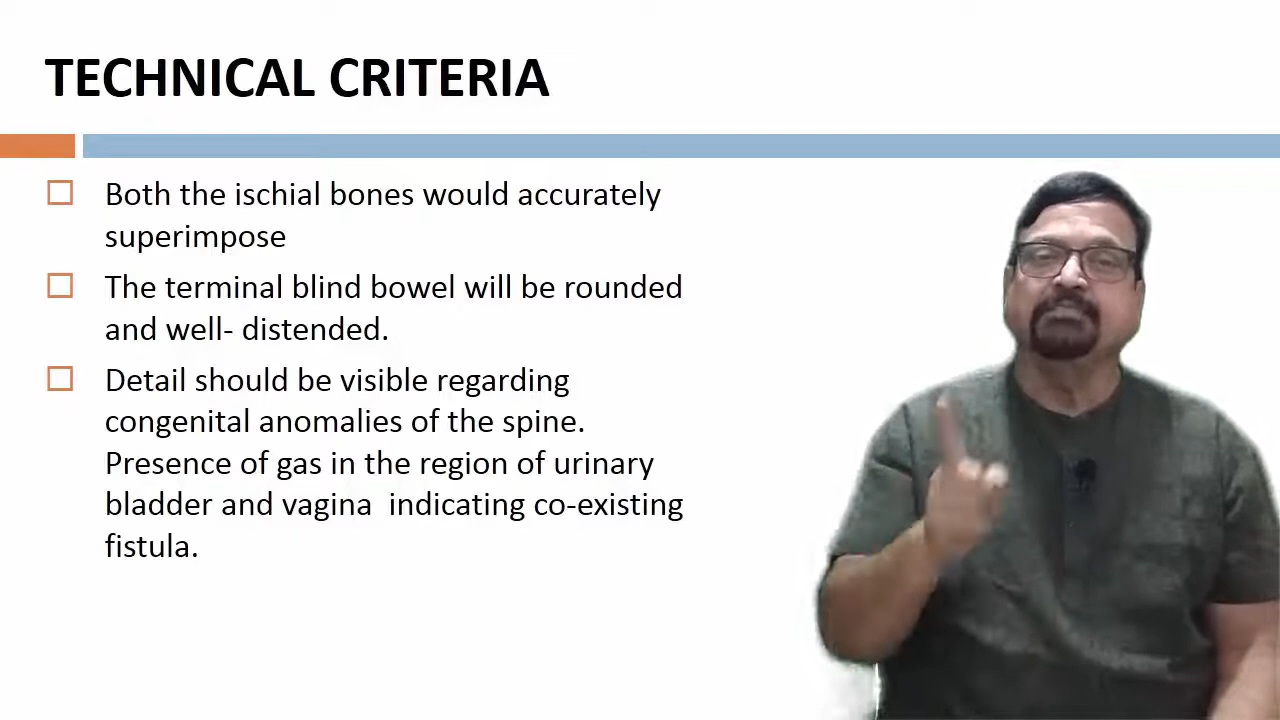 TECHNICAL CRITERIA
Both the ischial bones would accurately
superimpose
The terminal blind bowel will be rounded
and well- distended.
Detail should be visible regarding
congenital anomalies of the spine.
Presence of gas in the region of urinary
bladder and vagina  indicating co-existing
fistula.